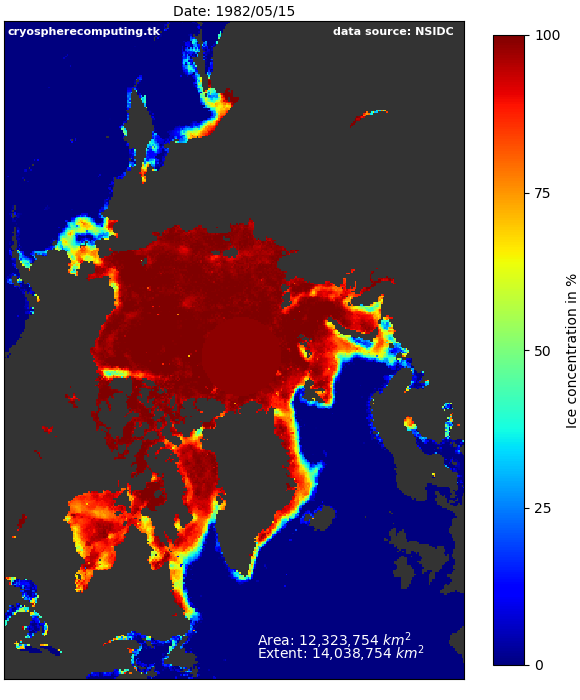 Date: 1982/05/15
cryospherecomputing.tk
data source: NSIDC
100
75
50
25
0
Ice concentration in %
Area: 12,323,754 km²
Extent: 14,038,754 km²